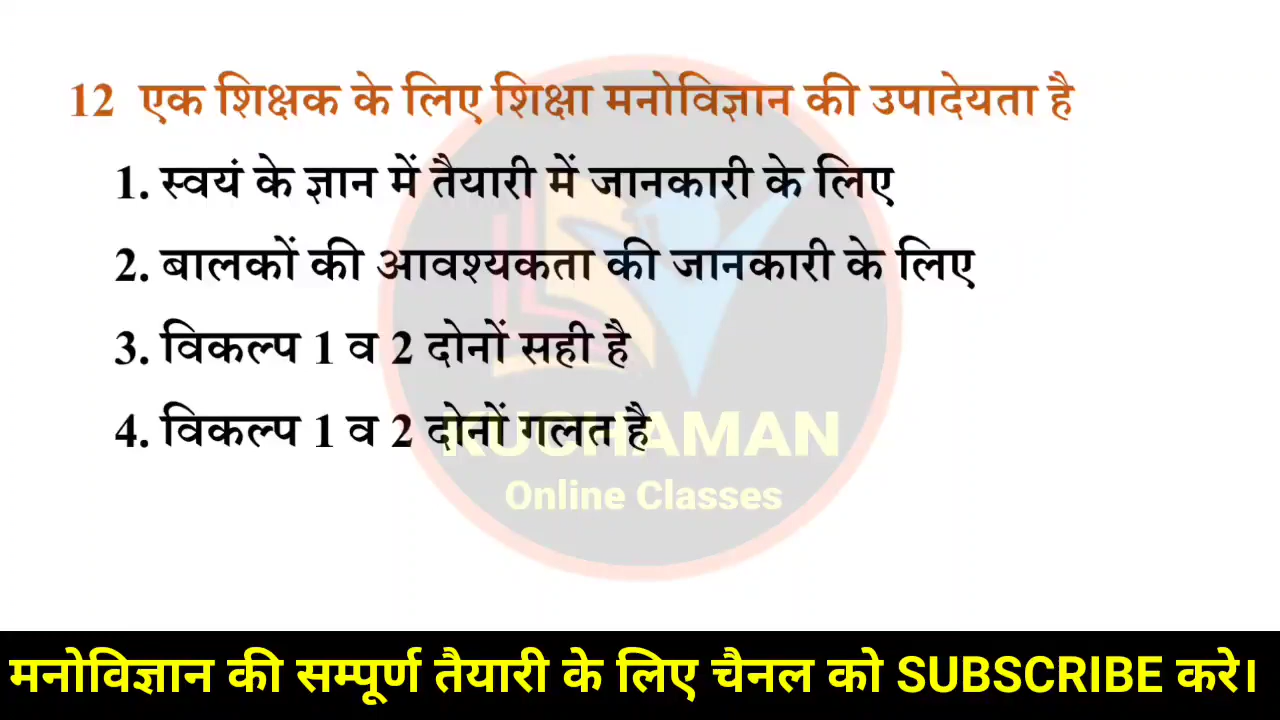 12 एक शिक्षक के लिए शिक्षा मनोविज्ञान की उपादेयता है
1. स्वयं के ज्ञान में तैयारी में जानकारी के लिए
2. बालकों की आवश्यकता की जानकारी के लिए
3. विकल्प 1 व 2 दोनों सही है
4. विकल्प 1 व 2 दोनों गलत है
KUCHAMAN
Online Classes
मनोविज्ञान की सम्पूर्ण तैयारी के लिए चैनल को SUBSCRIBE करे।